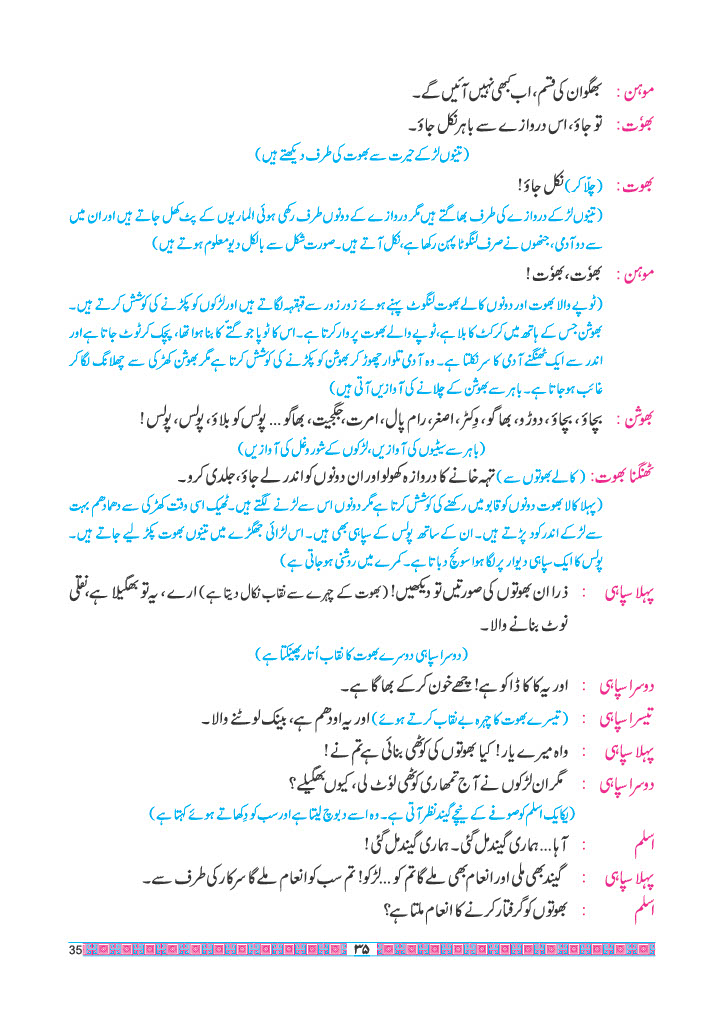 موہن : بھگوان کی قسم، اب کبھی نہیں آئیں گے۔
بھوٗت : تو جاؤ، اس دروازے سے باہر نکل جاؤ۔
(تینوں لڑکے حیرت سے بھوت کی طرف دیکھتے ہیں)
بھوت : (چلّا کر) نکل جاؤ!
(تینوں لڑکے دروازے کی طرف بھاگتے ہیں مگر دروازے کے دونوں طرف رکھی ہوئی الماریوں کے پٹ کھل جاتے ہیں اور ان میں
سے دو آدمی، جنھوں نے صرف لنگوٹا پہن رکھا ہے، نکل آتے ہیں۔ صورت شکل سے بالکل دیو معلوم ہوتے ہیں)
موہن : بھوٗت، بھوٗت!
(ٹوپے والا بھوت اور دونوں کالے بھوت لنگوٹ پہنے ہوئے زور زور سے قہقہہ لگاتے ہیں اور لڑکوں کو پکڑنے کی کوشش کرتے ہیں۔
بھوشن جس کے ہاتھ میں کرکٹ کا بلا ہے، ٹوپے والے بھوت پر وار کرتا ہے۔ اس کا ٹوپا جو گتّے کا بنا ہوا تھا، پچک کر ٹوٹ جاتا ہے اور
اندر سے ایک ٹھنگنے آدمی کا سر نکلتا ہے۔ وہ آدمی تلوار چھوڑ کر بھوشن کو پکڑنے کی کوشش کرتا ہے مگر بھوشن کھڑکی سے چھلانگ لگا کر
غائب ہو جاتا ہے۔ باہر سے بھوشن کے چلانے کی آوازیں آتی ہیں)
بھوشن : بچاؤ، بچاؤ، دوڑو، بھاگو، وِکٹر، اصغر، رام پال، امرت، جگجیت، بھاگو ... پولس کو بلاؤ، پولس، پولس!
(باہر سے سیٹیوں کی آوازیں، لڑکوں کے شور و غل کی آوازیں)
ٹھنگنا بھوت : (کالے بھوتوں سے) تہہ خانے کا دروازہ کھولو اور ان دونوں کو اندر لے جاؤ، جلدی کرو۔
(پہلا کالا بھوت دونوں کو قابو میں رکھنے کی کوشش کرتا ہے مگر دونوں اس سے لڑنے لگتے ہیں۔ ٹھیک اسی وقت کھڑکی سے دھما دھم بہت
سے لڑکے اندر کود پڑتے ہیں۔ ان کے ساتھ پولس کے سپاہی بھی ہیں۔ اس لڑائی جھگڑے میں تینوں بھوت پکڑ لیے جاتے ہیں۔
پولس کا ایک سپاہی دیوار پر لگا ہوا سوئچ دباتا ہے۔ کمرے میں روشنی ہو جاتی ہے)
پہلا سپاہی : ذرا ان بھوتوں کی صورتیں تو دیکھیں! (بھوت کے چہرے سے نقاب نکال دیتا ہے) ارے، یہ تو بھگیلا ہے، نقلی
نوٹ بنانے والا۔
(دوسرا سپاہی دوسرے بھوت کا نقاب اُتار پھینکتا ہے)
دوسرا سپاہی : اور یہ کاکا ڈاکو ہے! چھے خون کر کے بھاگا ہے۔
تیسرا سپاہی : (تیسرے بھوت کا چہرہ بے نقاب کرتے ہوئے) اور یہ اودھم ہے، بینک لوٹنے والا۔
پہلا سپاہی : واہ میرے یار! کیا بھوتوں کی کوٹھی بنائی ہے تم نے!
دوسرا سپاہی : مگر ان لڑکوں نے آج تمھاری کوٹھی لوٗٹ لی، کیوں بھگیلے؟
(یکایک اسلم کو صوفے کے نیچے گیند نظر آتی ہے۔ وہ اسے دبوچ لیتا ہے اور سب کو دِکھاتے ہوئے کہتا ہے)
اسلم : آہا... ہماری گیند مل گئی۔ ہماری گیند مل گئی!
پہلا سپاہی : گیند بھی ملی اور انعام بھی ملے گا تم کو ... لڑکو! تم سب کو انعام ملے گا سرکار کی طرف سے۔
اسلم : بھوتوں کو گرفتار کرنے کا انعام ملتا ہے؟
35 ۳۵